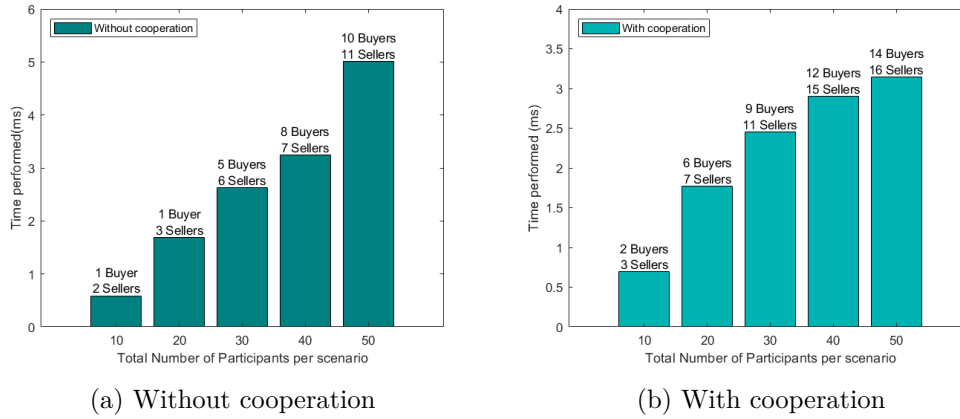 Without cooperation
Time performed(ms)
6
5
4
3
2
1
0
1 Buyer
2 Sellers
1 Buyer
3 Sellers
5 Buyers
6 Sellers
8 Buyers
7 Sellers
10 Buyers
11 Sellers
10 20 30 40 50
Total Number of Participants per scenario
(a) Without cooperation
With cooperation
Time performed (ms)
4
3.5
3
2.5
2
1.5
1
0.5
0
2 Buyers
3 Sellers
6 Buyers
7 Sellers
9 Buyers
11 Sellers
12 Buyers
15 Sellers
14 Buyers
16 Sellers
10 20 30 40 50
Total Number of Participants per scenario
(b) With cooperation